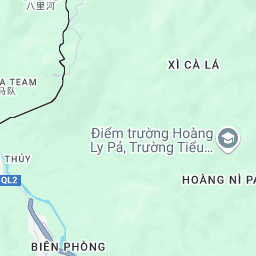 八里河
XÌ CÀ LÁ
A TEAM
马队
Điểm trường Hoàng
Ly Pả, Trường Tiểu...
THỦY
QL2
HOÀNG NÌ PẢ
BIÊN PHÒNG